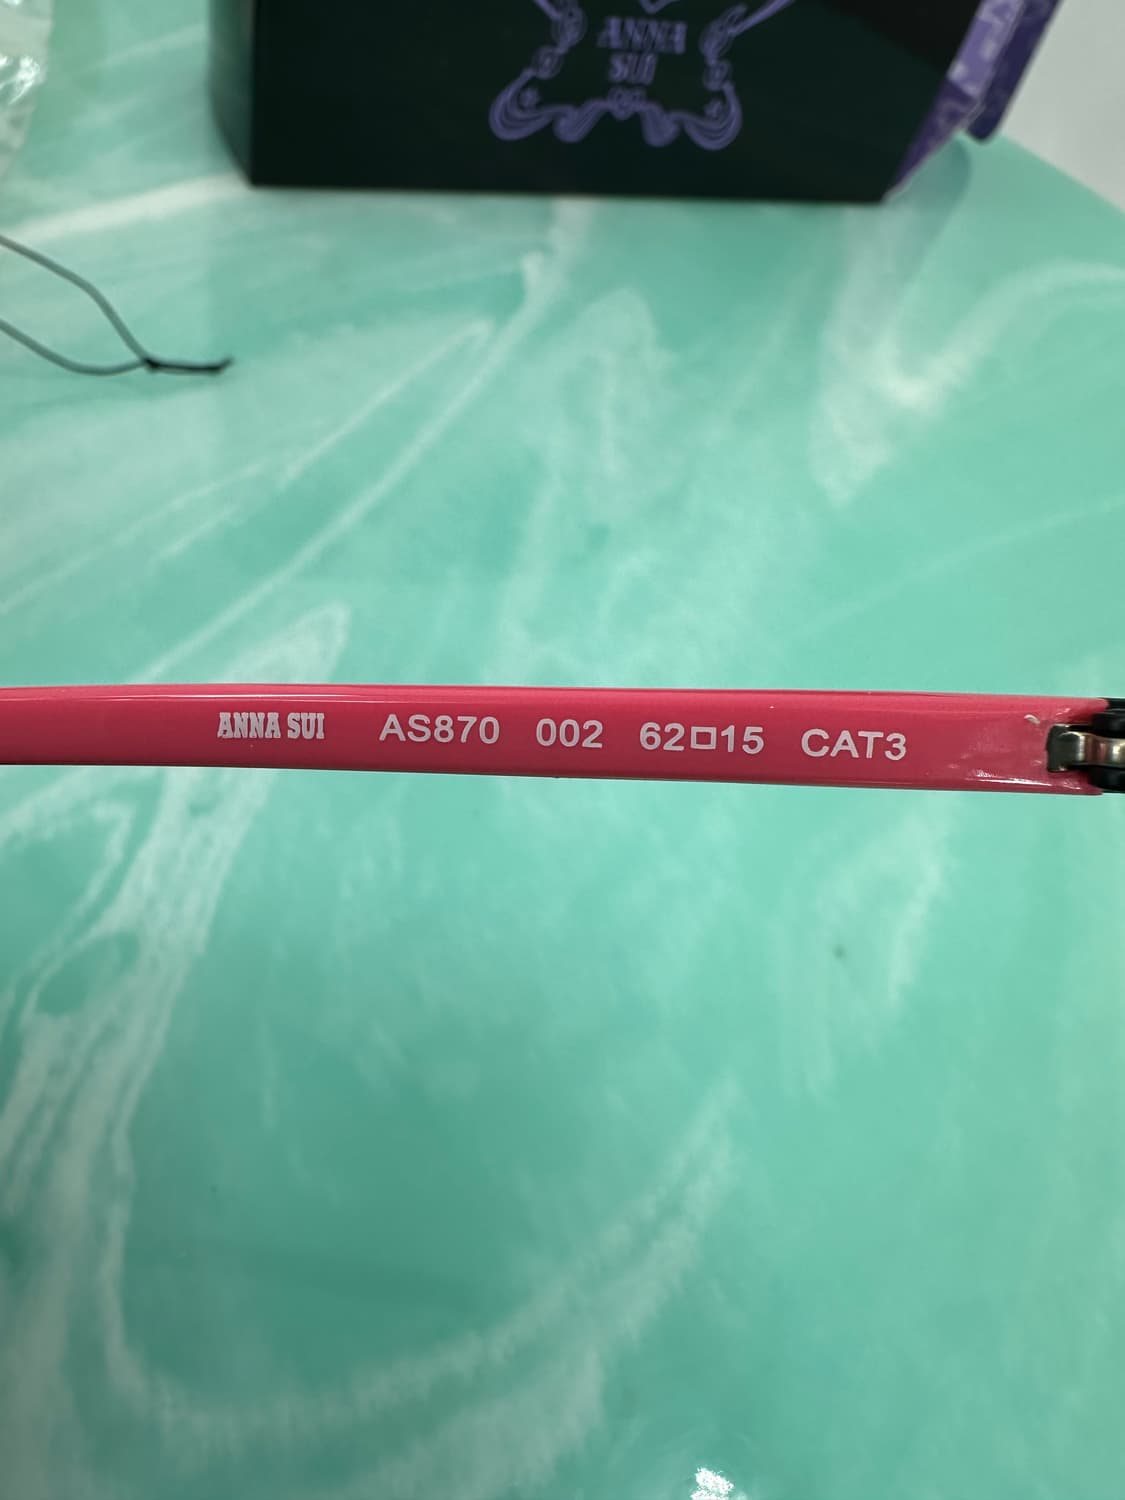 ANNA
SUI
ANNA SUI AS870 002 62□15 CAT3